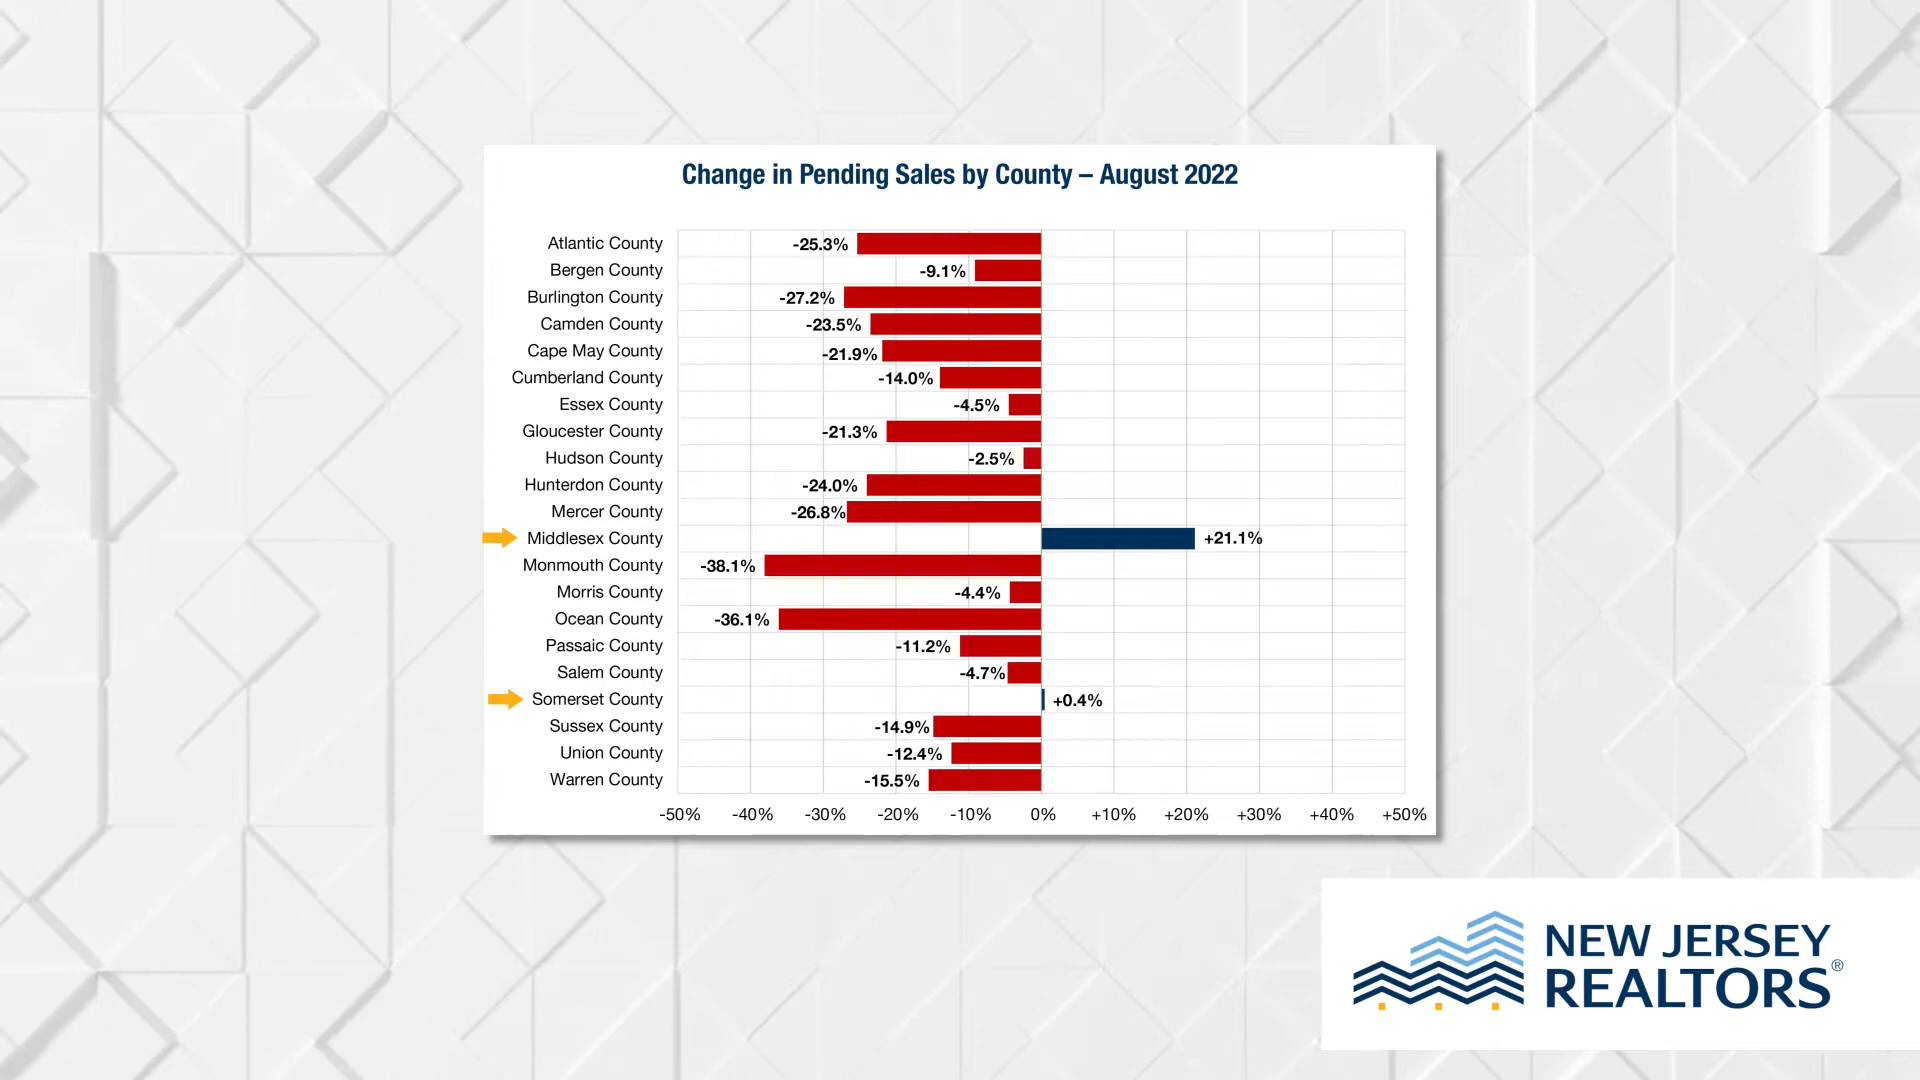 Change in Pending Sales by County – August 2022
Atlantic County -25.3%
Bergen County -9.1%
Burlington County -27.2%
Camden County -23.5%
Cape May County -21.9%
Cumberland County -14.0%
Essex County -4.5%
Gloucester County -21.3%
Hudson County -2.5%
Hunterdon County -24.0%
Mercer County -26.8%
Middlesex County +21.1%
Monmouth County -38.1%
Morris County -4.4%
Ocean County -36.1%
Passaic County -11.2%
Salem County -4.7%
Somerset County +0.4%
Sussex County -14.9%
Union County -12.4%
Warren County -15.5%
-50% -40% -30% -20% -10% 0% +10% +20% +30% +40% +50%
NEW JERSEY
REALTORS®